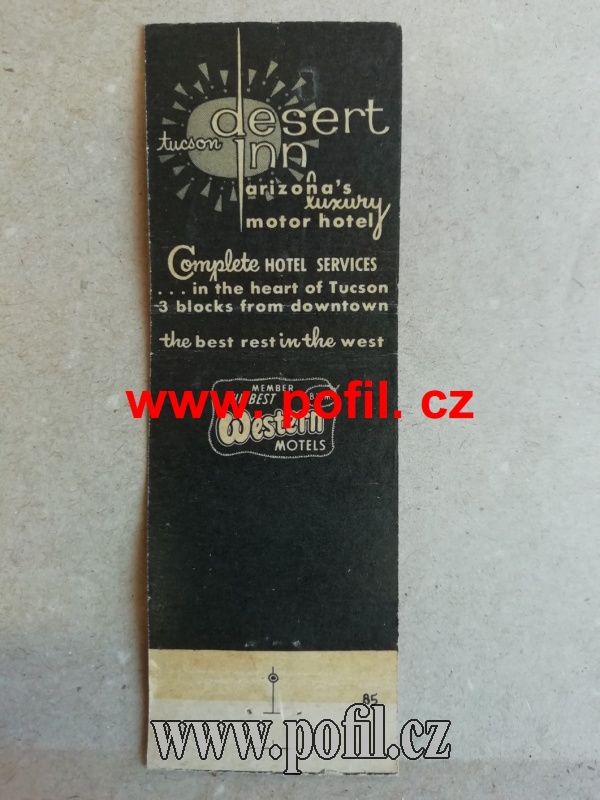 desert
tucson
inn
arizona's
luxury
motor hotel
Complete HOTEL SERVICES
... in the heart of Tucson
3 blocks from downtown
the best rest in the west
MEMBER
BEST
www. pofil. cz
Western
MOTELS
85
www.pofil.cz